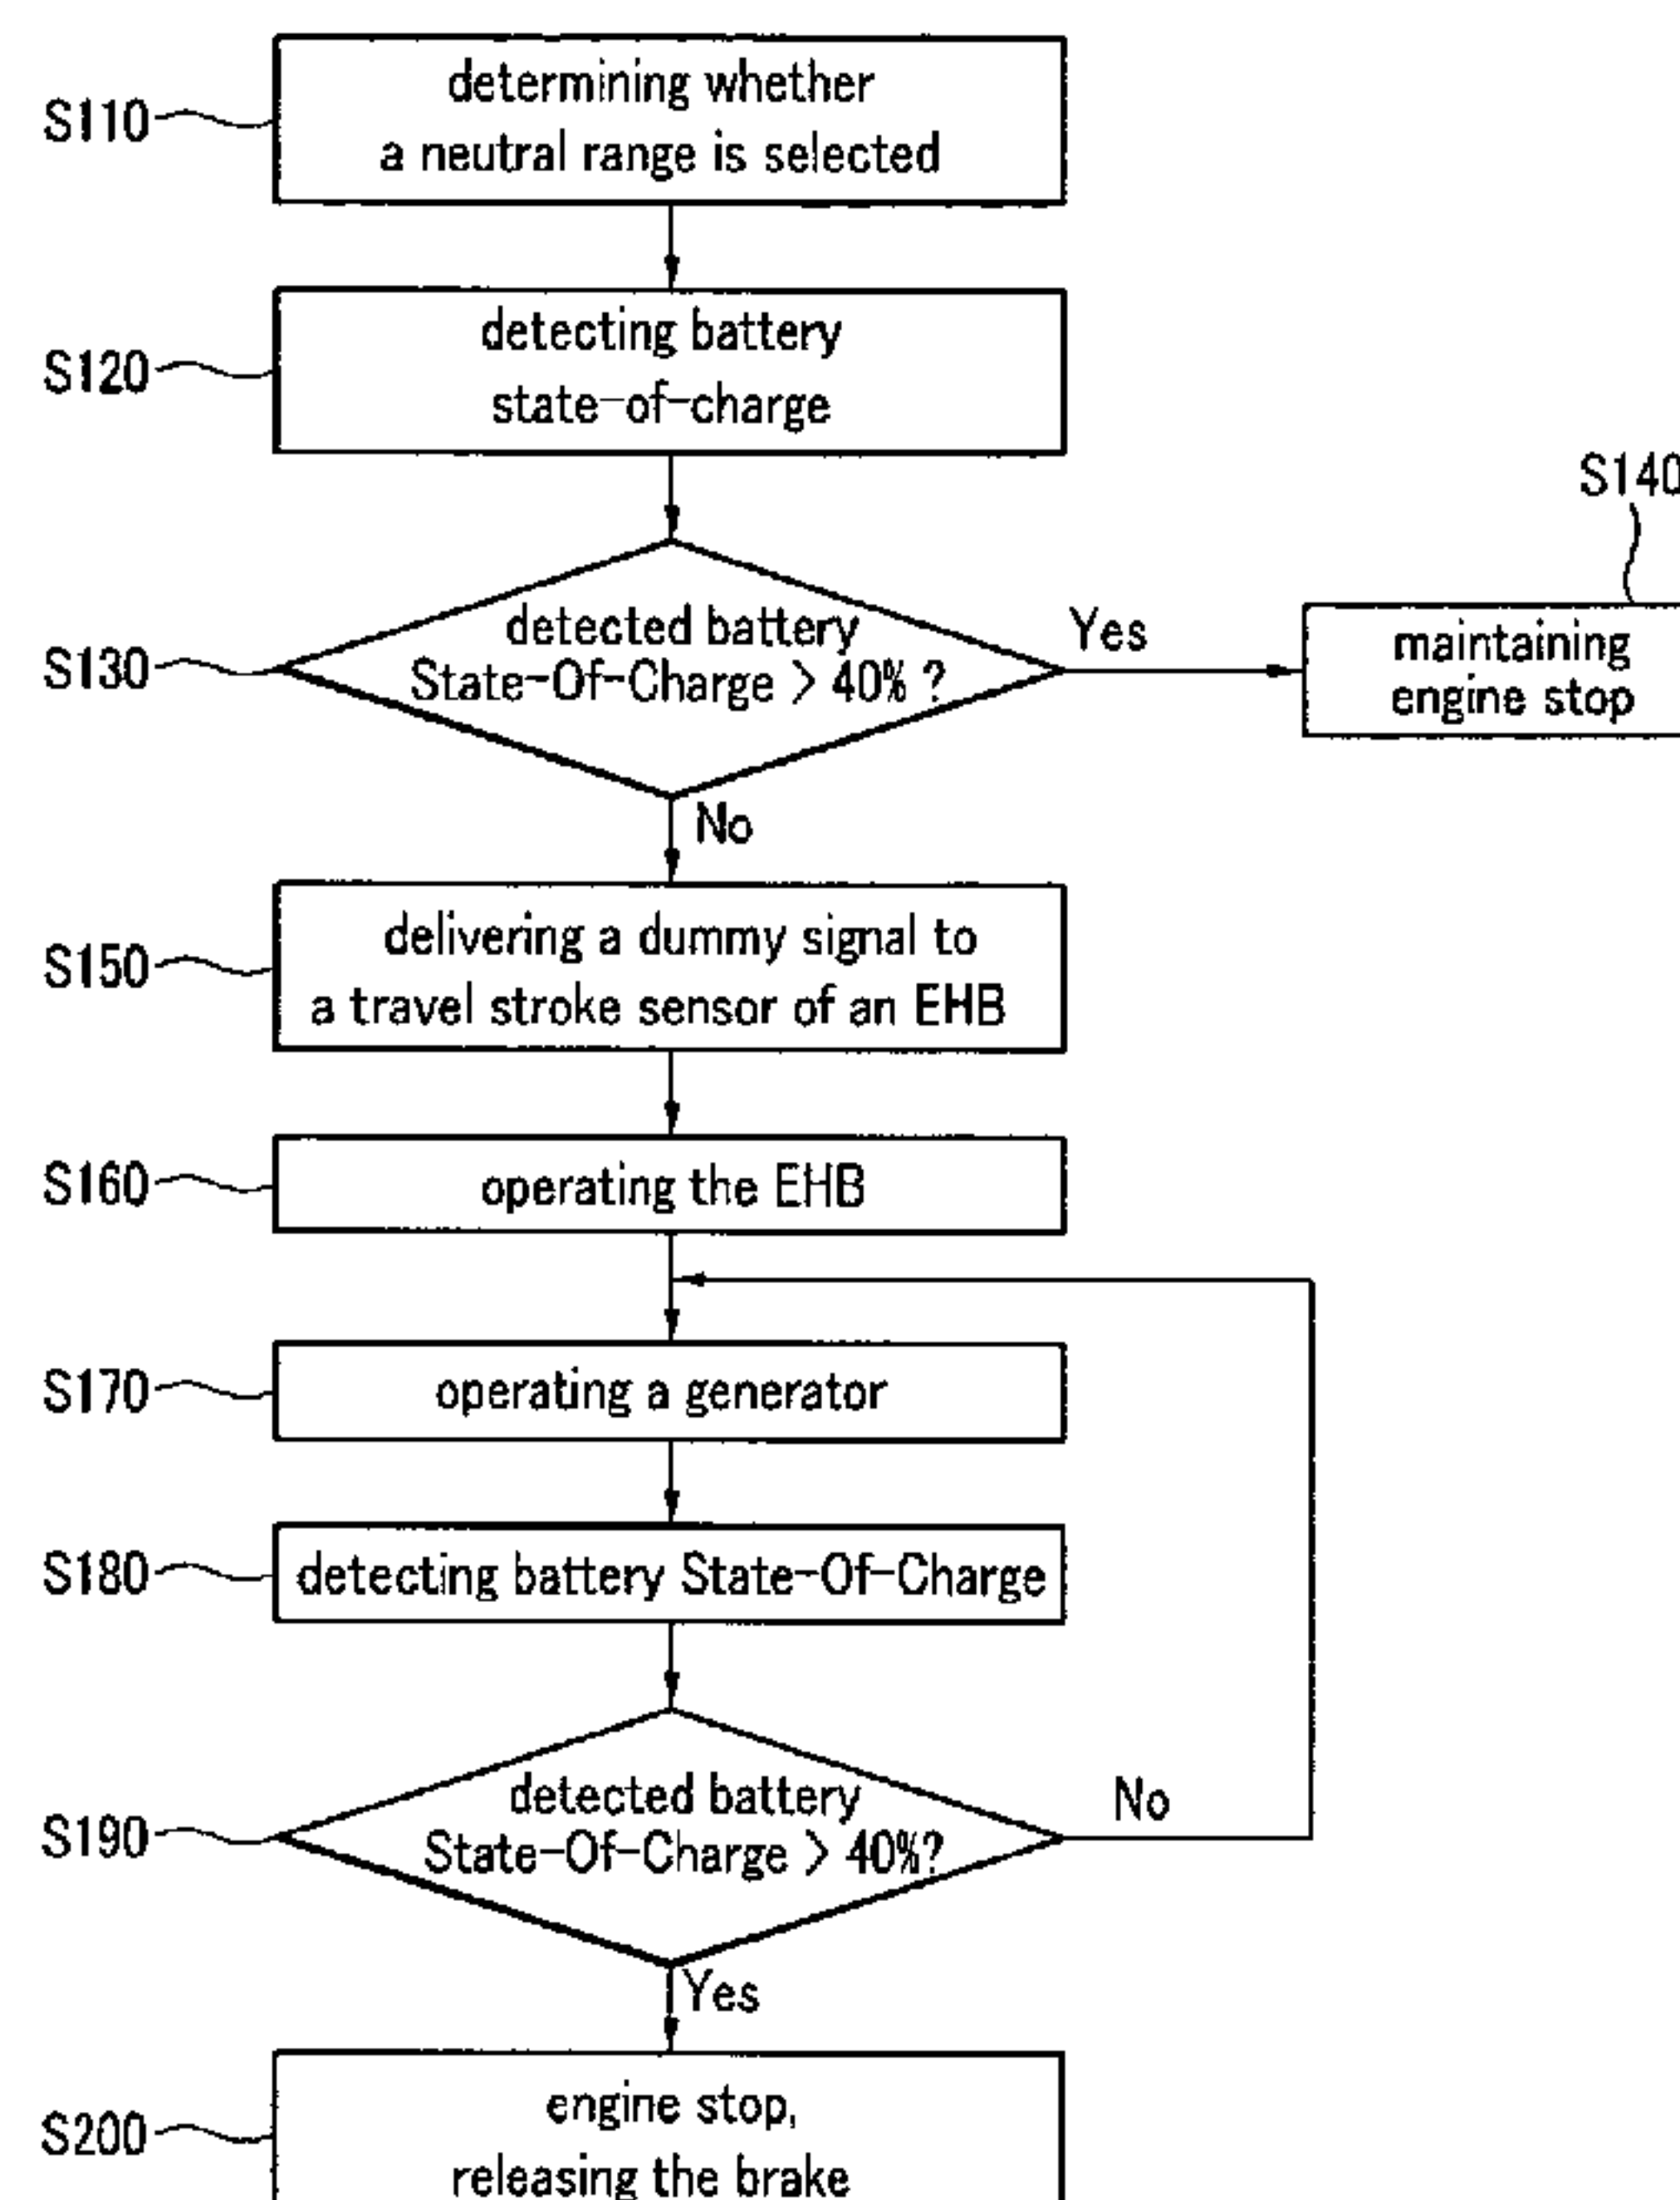 S110
determining whether
a neutral range is selected
S120
detecting battery
state-of-charge
S130
detected battery
State-Of-Charge > 40% ?
Yes
S140
maintaining
engine stop
No
S150
delivering a dummy signal to
a travel stroke sensor of an EHB
S160
operating the EHB
S170
operating a generator
S180
detecting battery State-Of-Charge
S190
detected battery
State-Of-Charge > 40%?
No
Yes
S200
engine stop,
releasing the brake